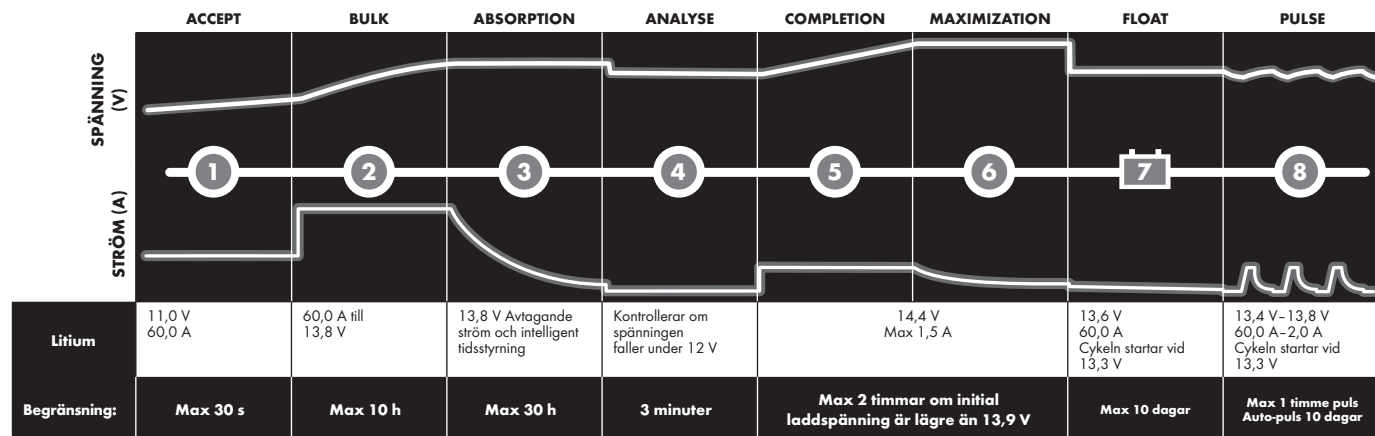 ACCEPT
BULK
ABSORPTION
ANALYSE
COMPLETION
MAXIMIZATION
FLOAT
PULSE
SPÄNNING
(V)
1
2
3
4
5
6
7
8
STRÖM (A)
Litium
11,0 V
60,0 A
60,0 A till
13,8 V
13,8 V Avtagande
ström och intelligent
tidsstyrning
Kontrollerar om
spänningen
faller under 12 V
14,4 V
Max 1,5 A
13,6 V
60,0 A
Cykeln startar vid
13,3 V
13,4 V–13,8 V
60,0 A–2,0 A
Cykeln startar vid
13,3 V
Begränsning:
Max 30 s
Max 10 h
Max 30 h
3 minuter
Max 2 timmar om initial
laddspänning är lägre än 13,9 V
Max 10 dagar
Max 1 timme puls
Auto-puls 10 dagar